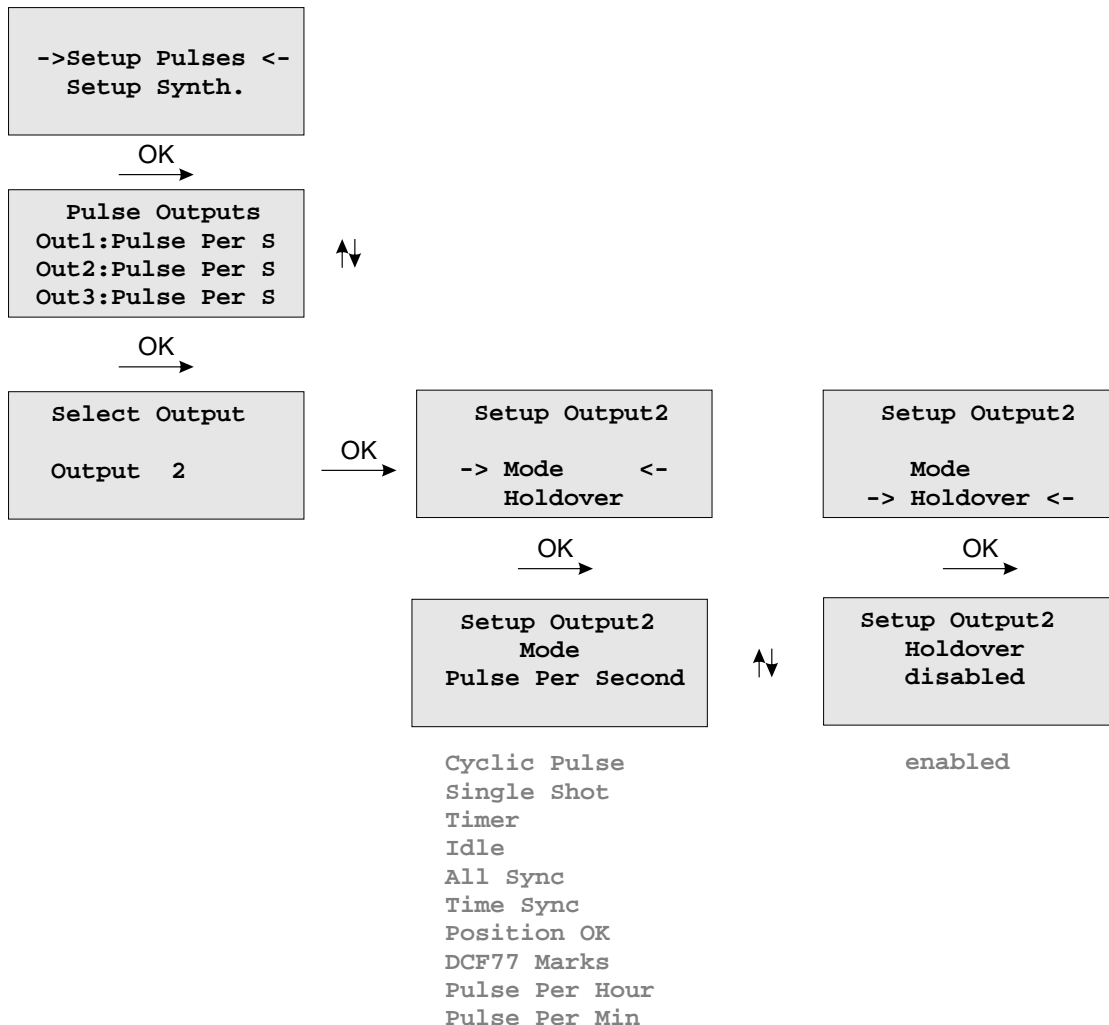 ->Setup Pulses <-
Setup Synth.
OK
Pulse Outputs
Out1:Pulse Per S
Out2:Pulse Per S
Out3:Pulse Per S
OK
Select Output
Output 2
OK
Setup Output2
-> Mode <-
Holdover
OK
Setup Output2
Mode
Pulse Per Second
Cyclic Pulse
Single Shot
Timer
Idle
All Sync
Time Sync
Position OK
DCF77 Marks
Pulse Per Hour
Pulse Per Min
Setup Output2
Mode
-> Holdover <-
OK
Setup Output2
Holdover
disabled
enabled